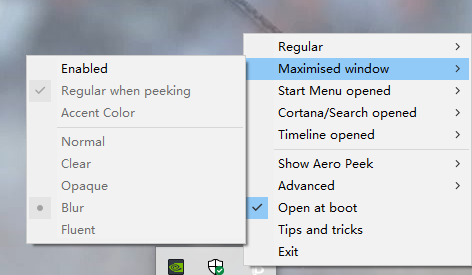 Regular
Maximised window
Start Menu opened
Cortana/Search opened
Timeline opened
Show Aero Peek
Advanced
Open at boot
Tips and tricks
Exit
Enabled
Regular when peeking
Accent Color
Normal
Clear
Opaque
Blur
Fluent